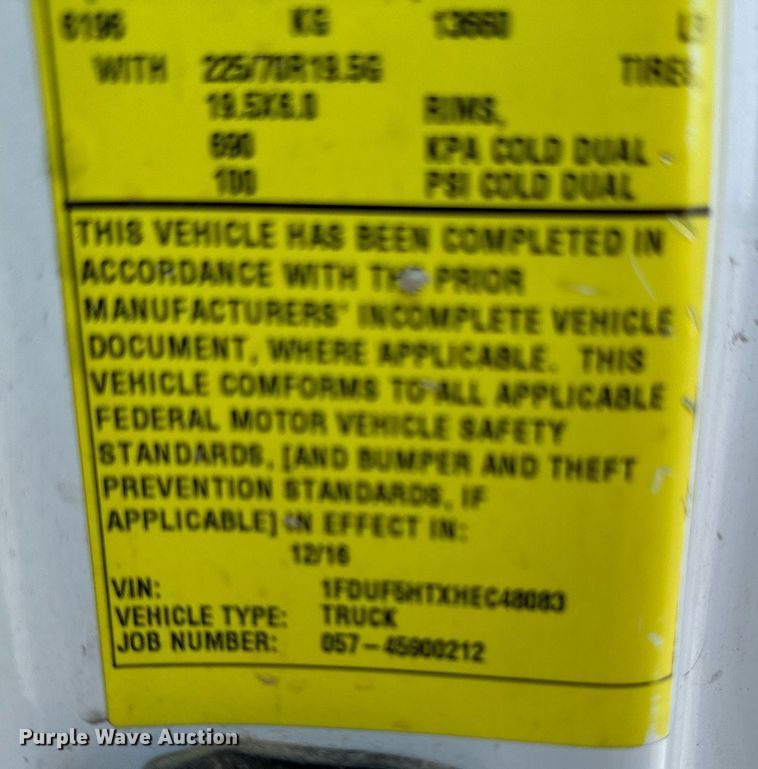 6196 KG 13660 LB
WITH 225/70R19.5G TIRES,
19.5X6.0 RIMS,
690 KPA COLD DUAL
100 PSI COLD DUAL
THIS VEHICLE HAS BEEN COMPLETED IN
ACCORDANCE WITH THE PRIOR
MANUFACTURERS' INCOMPLETE VEHICLE
DOCUMENT, WHERE APPLICABLE. THIS
VEHICLE COMFORMS TO ALL APPLICABLE
FEDERAL MOTOR VEHICLE SAFETY
STANDARDS, [AND BUMPER AND THEFT
PREVENTION STANDARDS, IF
APPLICABLE] IN EFFECT IN:
12/16
VIN: 1FDUF5HTXHEC48083
VEHICLE TYPE: TRUCK
JOB NUMBER: 057-45900212
Purple Wave Auction